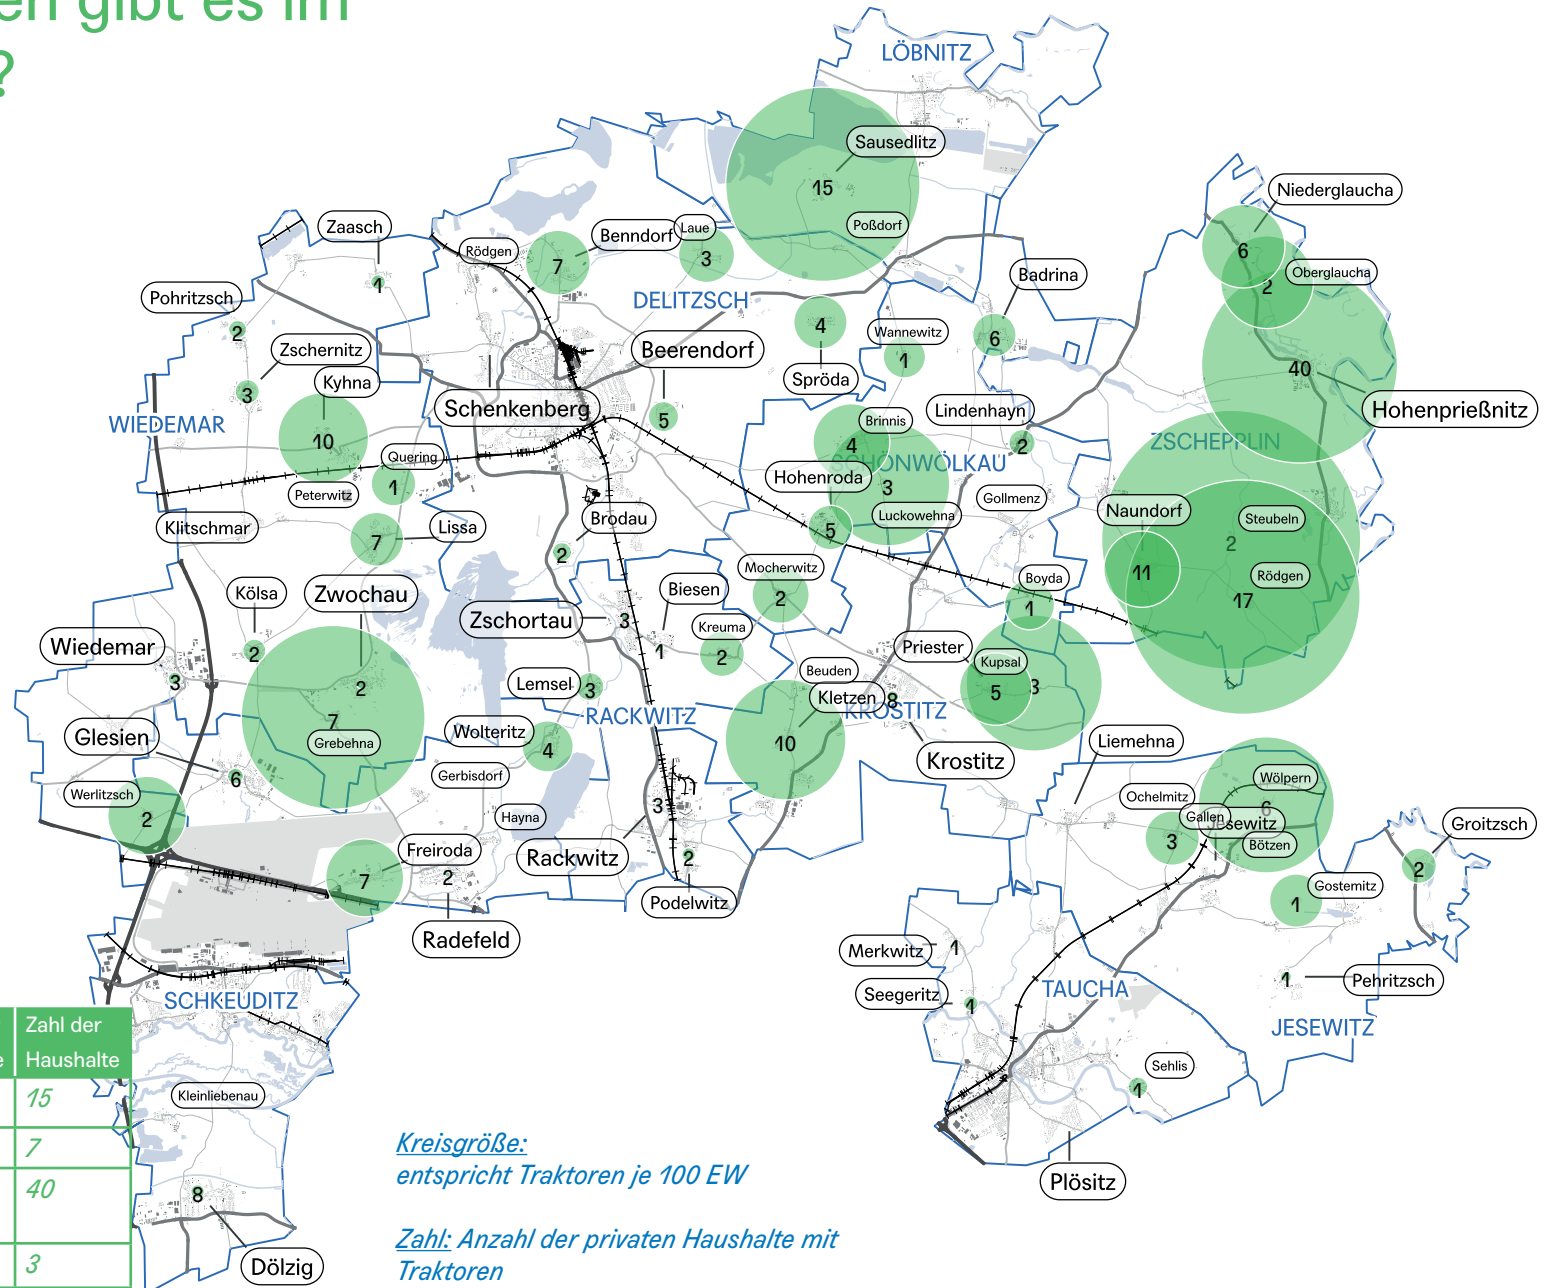 en gibt es im
?
LÖBNITZ
Sausedlitz
15
Poßdorf
Niederglaucha
6
Oberglaucha
2
40
Hohenprießnitz
Zaasch
1
Rödgen
7
Benndorf
Laue
3
DELITZSCH
Badrina
6
Pohritzsch
2
Zschernitz
3
Kyhna
10
Beerendorf
5
4
Spröda
Wannewitz
1
WIEDEMAR
Schenkenberg
Brinnis
4
Lindenhayn
2
ZSCHEPPLIN
SCHÖNWÖLKAU
Quering
1
Peterwitz
Hohenroda
3
Gollmenz
Luckowehna
5
Klitschmar
Lissa
7
Brodau
2
Naundorf
11
Steubeln
2
Rödgen
17
Mocherwitz
2
Boyda
1
Kölsa
2
Zwochau
2
Zschortau
3
Biesen
1
Kreuma
2
Wiedemar
3
Priester
Kupsal
5
3
Beuden
Kletzen
8
Lemsel
3
RACKWITZ
KROSTITZ
10
Krostitz
7
Grebehna
Glesien
6
Wolteritz
4
Gerbisdorf
Liemehna
Wölpern
6
Werlitzsch
2
Hayna
3
Ochelmitz
Gallen
Jesewitz
3
Bötzen
Groitzsch
2
Freiroda
7
2
Rackwitz
2
Podelwitz
Gostemitz
1
Radefeld
Merkwitz
1
Pehritzsch
1
Seegeritz
1
TAUCHA
JESEWITZ
SCHKEUDITZ
Zahl der
e
Haushalte
15
7
40
3
Sehlis
1
Kleinliebenau
Plösitz
8
Dölzig
Kreisgröße:
entspricht Traktoren je 100 EW
Zahl: Anzahl der privaten Haushalte mit
Traktoren